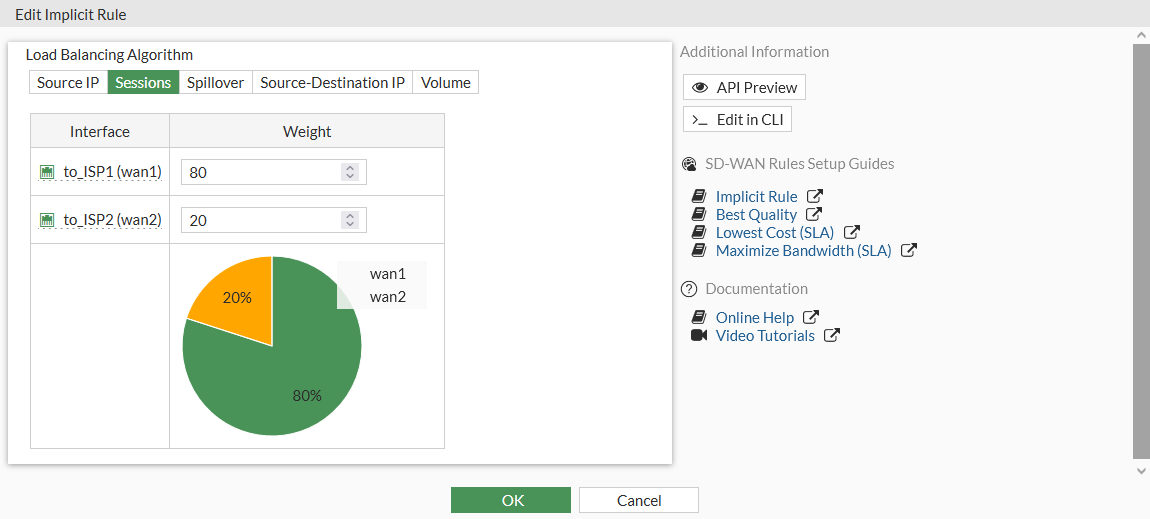 Edit Implicit Rule
Load Balancing Algorithm
Source IP Sessions Spillover Source-Destination IP Volume
Interface Weight
to_ISP1 (wan1) 80
to_ISP2 (wan2) 20
wan1
wan2
20%
80%
Additional Information
API Preview
>_ Edit in CLI
SD-WAN Rules Setup Guides
Implicit Rule
Best Quality
Lowest Cost (SLA)
Maximize Bandwidth (SLA)
Documentation
Online Help
Video Tutorials
OK Cancel